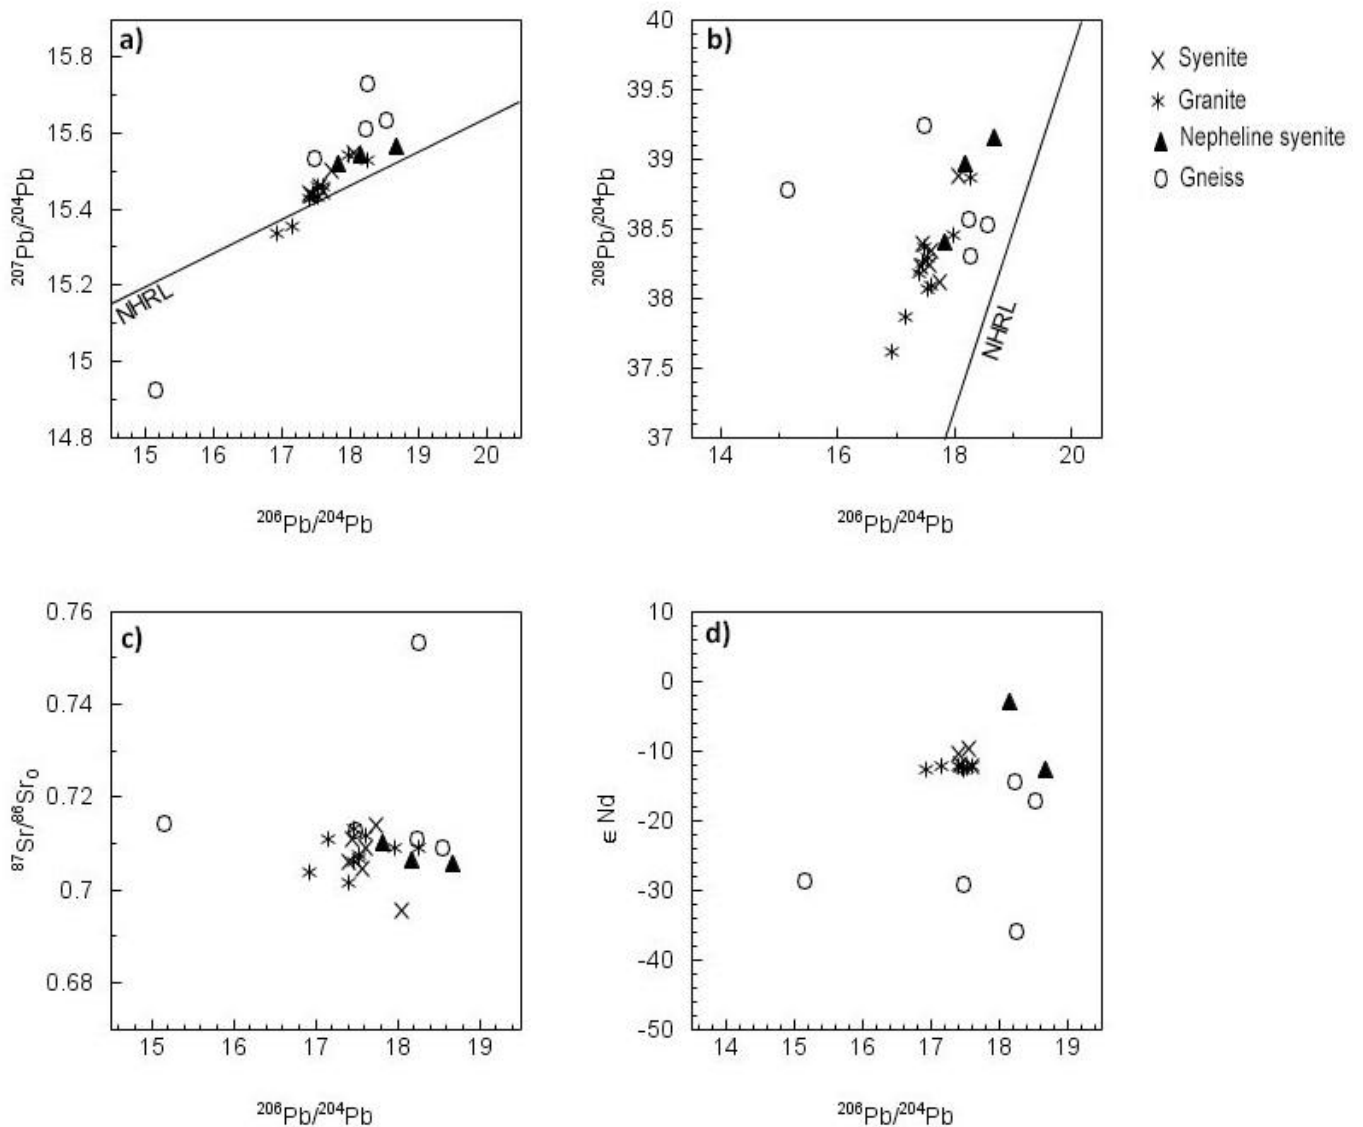 a)
15.8
15.6
15.4
15.2
15
14.8
²⁰⁷Pb/²⁰⁴Pb
NHRL
15 16 17 18 19 20
²⁰⁶Pb/²⁰⁴Pb
b)
40
39.5
39
38.5
38
37.5
37
²⁰⁸Pb/²⁰⁴Pb
NHRL
14 16 18 20
²⁰⁶Pb/²⁰⁴Pb
Syenite
Granite
Nepheline syenite
Gneiss
c)
0.76
0.74
0.72
0.7
0.68
⁸⁷Sr/⁸⁶Sr₀
15 16 17 18 19
²⁰⁶Pb/²⁰⁴Pb
d)
10
0
-10
-20
-30
-40
-50
ε Nd
14 15 16 17 18 19
²⁰⁶Pb/²⁰⁴Pb